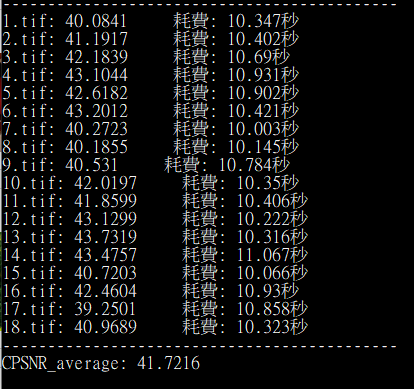 --------------------------------------------
1.tif: 40.0841 耗費: 10.347秒
2.tif: 41.1917 耗費: 10.402秒
3.tif: 42.1839 耗費: 10.69秒
4.tif: 43.1044 耗費: 10.931秒
5.tif: 42.6182 耗費: 10.902秒
6.tif: 43.2012 耗費: 10.421秒
7.tif: 40.2723 耗費: 10.003秒
8.tif: 40.1855 耗費: 10.145秒
9.tif: 40.531 耗費: 10.784秒
10.tif: 42.0197 耗費: 10.35秒
11.tif: 41.8599 耗費: 10.406秒
12.tif: 43.1299 耗費: 10.222秒
13.tif: 43.7319 耗費: 10.316秒
14.tif: 43.4757 耗費: 11.067秒
15.tif: 40.7203 耗費: 10.066秒
16.tif: 42.4604 耗費: 10.93秒
17.tif: 39.2501 耗費: 10.858秒
18.tif: 40.9689 耗費: 10.323秒
--------------------------------------------
CPSNR_average: 41.7216